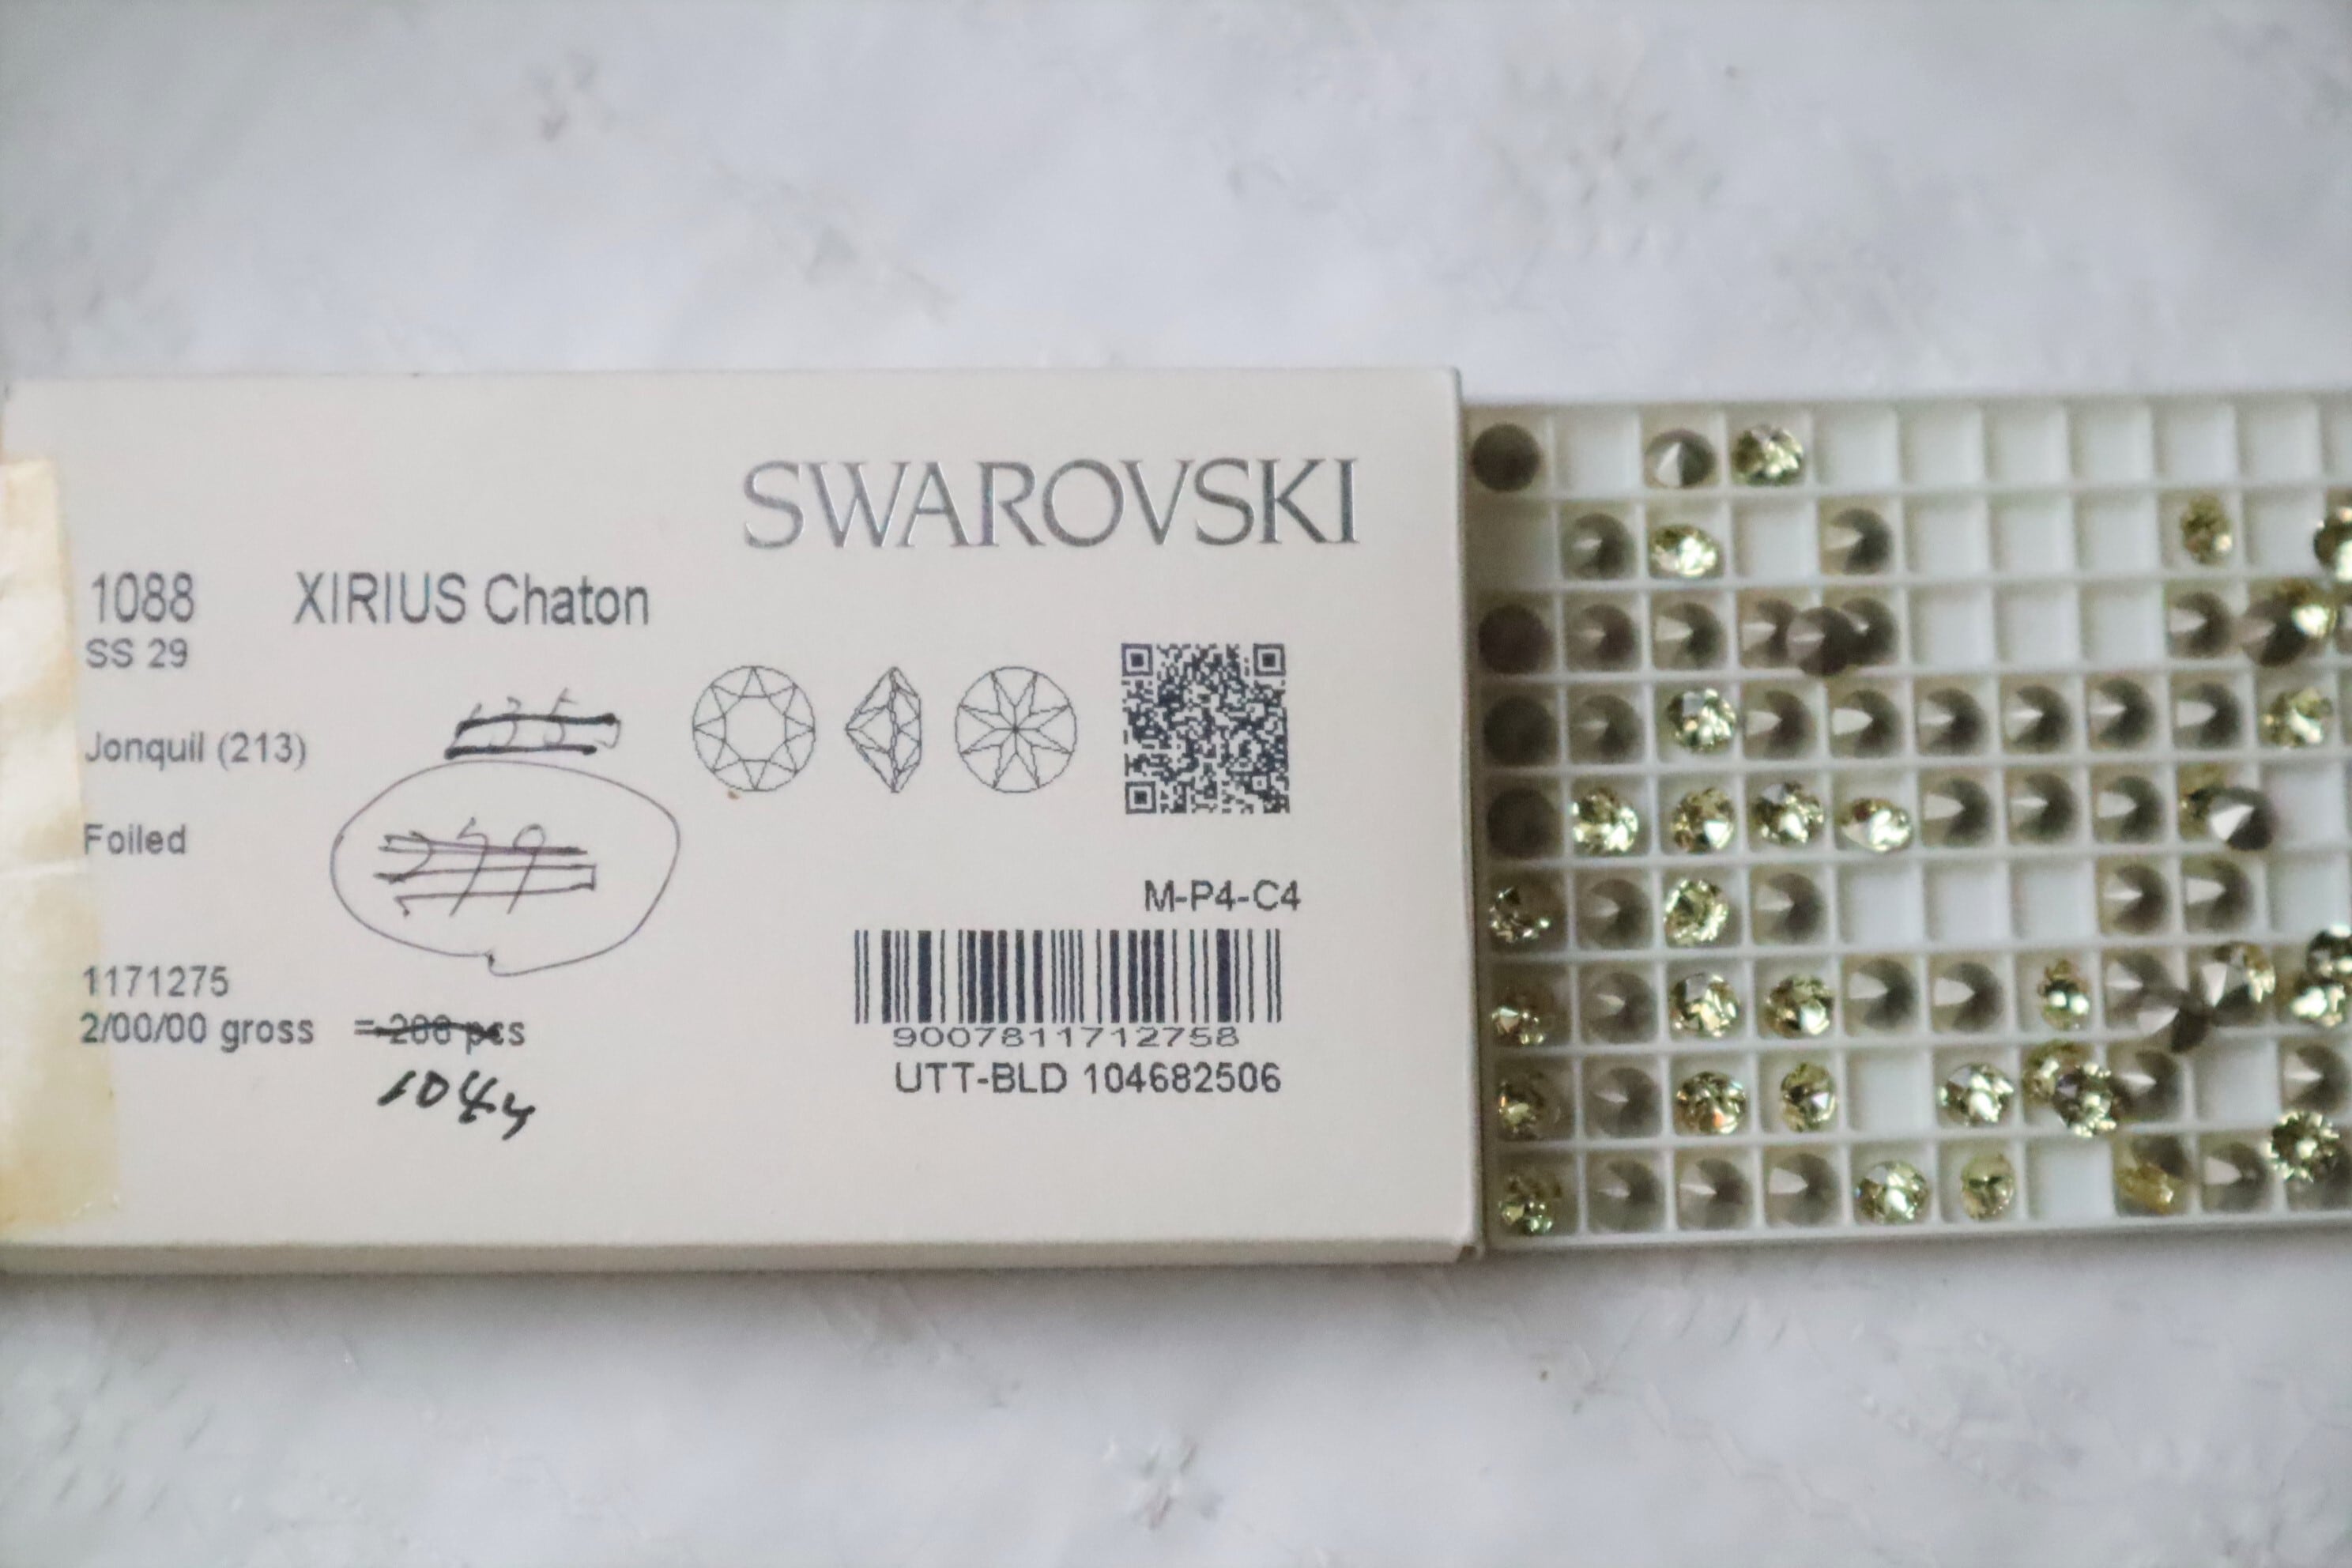 SWAROVSKI
1088 XIRIUS Chaton
SS 29
Jonquil (213)
Foiled
M-P4-C4
1171275
2/00/00 gross = 288 pcs
9007811712758
UTT-BLD 104682506